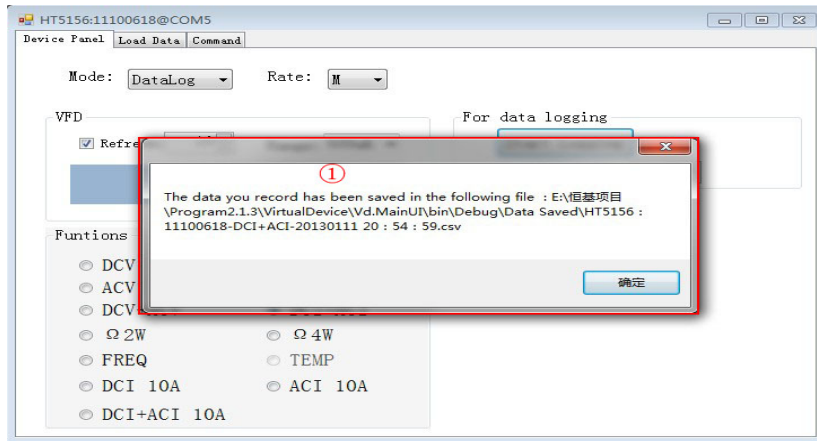 HT5156:11100618@COM5
Device Panel Load Data Command
Mode: DataLog Rate: M
VFD
For data logging
Refre
①
The data you record has been saved in the following file ：E:\恒基项目
\Program2.1.3\VirtualDevice\Vd.MainUI\bin\Debug\Data Saved\HT5156：
11100618-DCI+ACI-20130111 20：54：59.csv
确定
Funtions
DCV
ACV
Ω 2W Ω 4W
FREQ TEMP
DCI 10A ACI 10A
DCI+ACI 10A